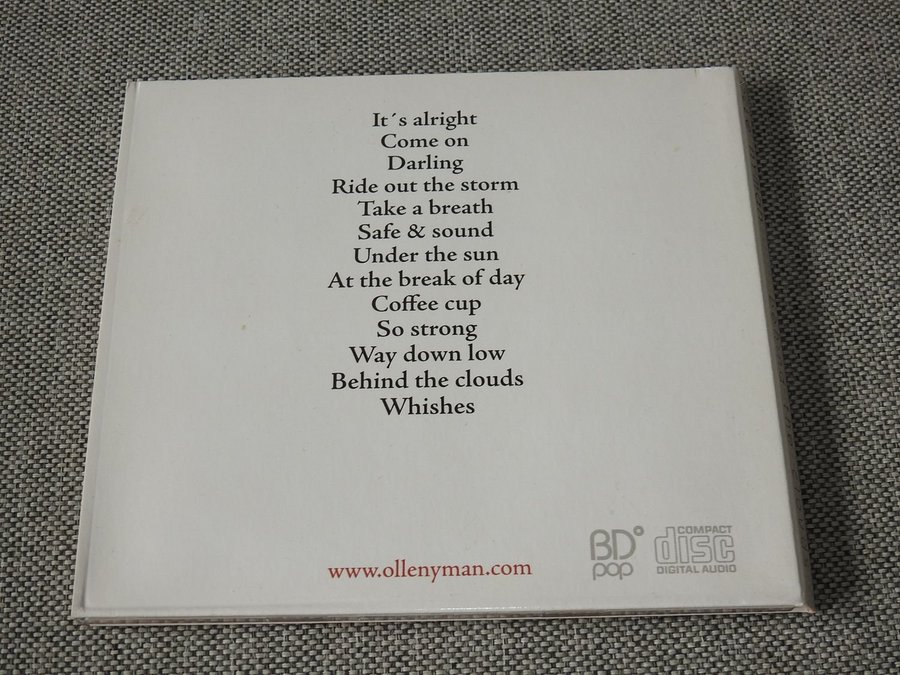 It´s alright
Come on
Darling
Ride out the storm
Take a breath
Safe & sound
Under the sun
At the break of day
Coffee cup
So strong
Way down low
Behind the clouds
Whishes
www.ollenyman.com
BD°
pop
COMPACT
disc
DIGITAL AUDIO